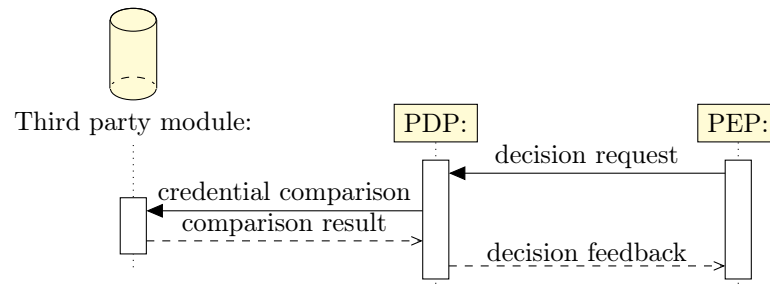 Third party module:
PDP:
PEP:
decision request
credential comparison
comparison result
decision feedback